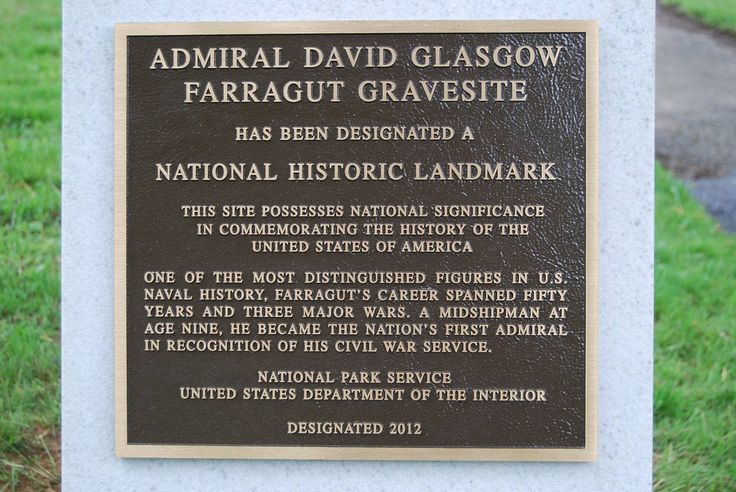 ADMIRAL DAVID GLASGOW
FARRAGUT GRAVESITE
HAS BEEN DESIGNATED A
NATIONAL HISTORIC LANDMARK
THIS SITE POSSESSES NATIONAL SIGNIFICANCE
IN COMMEMORATING THE HISTORY OF THE
UNITED STATES OF AMERICA
ONE OF THE MOST DISTINGUISHED FIGURES IN U.S.
NAVAL HISTORY, FARRAGUT'S CAREER SPANNED FIFTY
YEARS AND THREE MAJOR WARS. A MIDSHIPMAN AT
AGE NINE, HE BECAME THE NATION'S FIRST ADMIRAL
IN RECOGNITION OF HIS CIVIL WAR SERVICE.
NATIONAL PARK SERVICE
UNITED STATES DEPARTMENT OF THE INTERIOR
DESIGNATED 2012